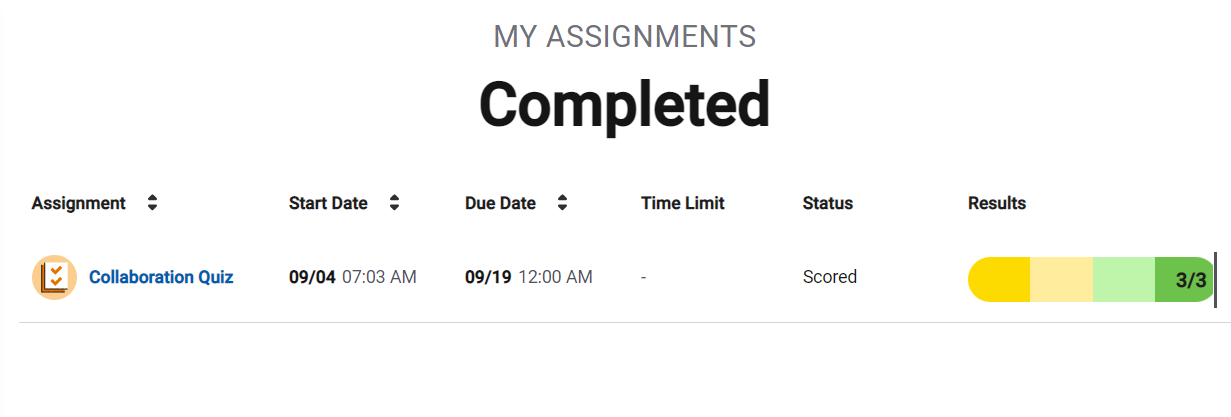 MY ASSIGNMENTS
Completed
Assignment Start Date Due Date Time Limit Status Results
Collaboration Quiz 09/04 07:03 AM 09/19 12:00 AM - Scored 3/3